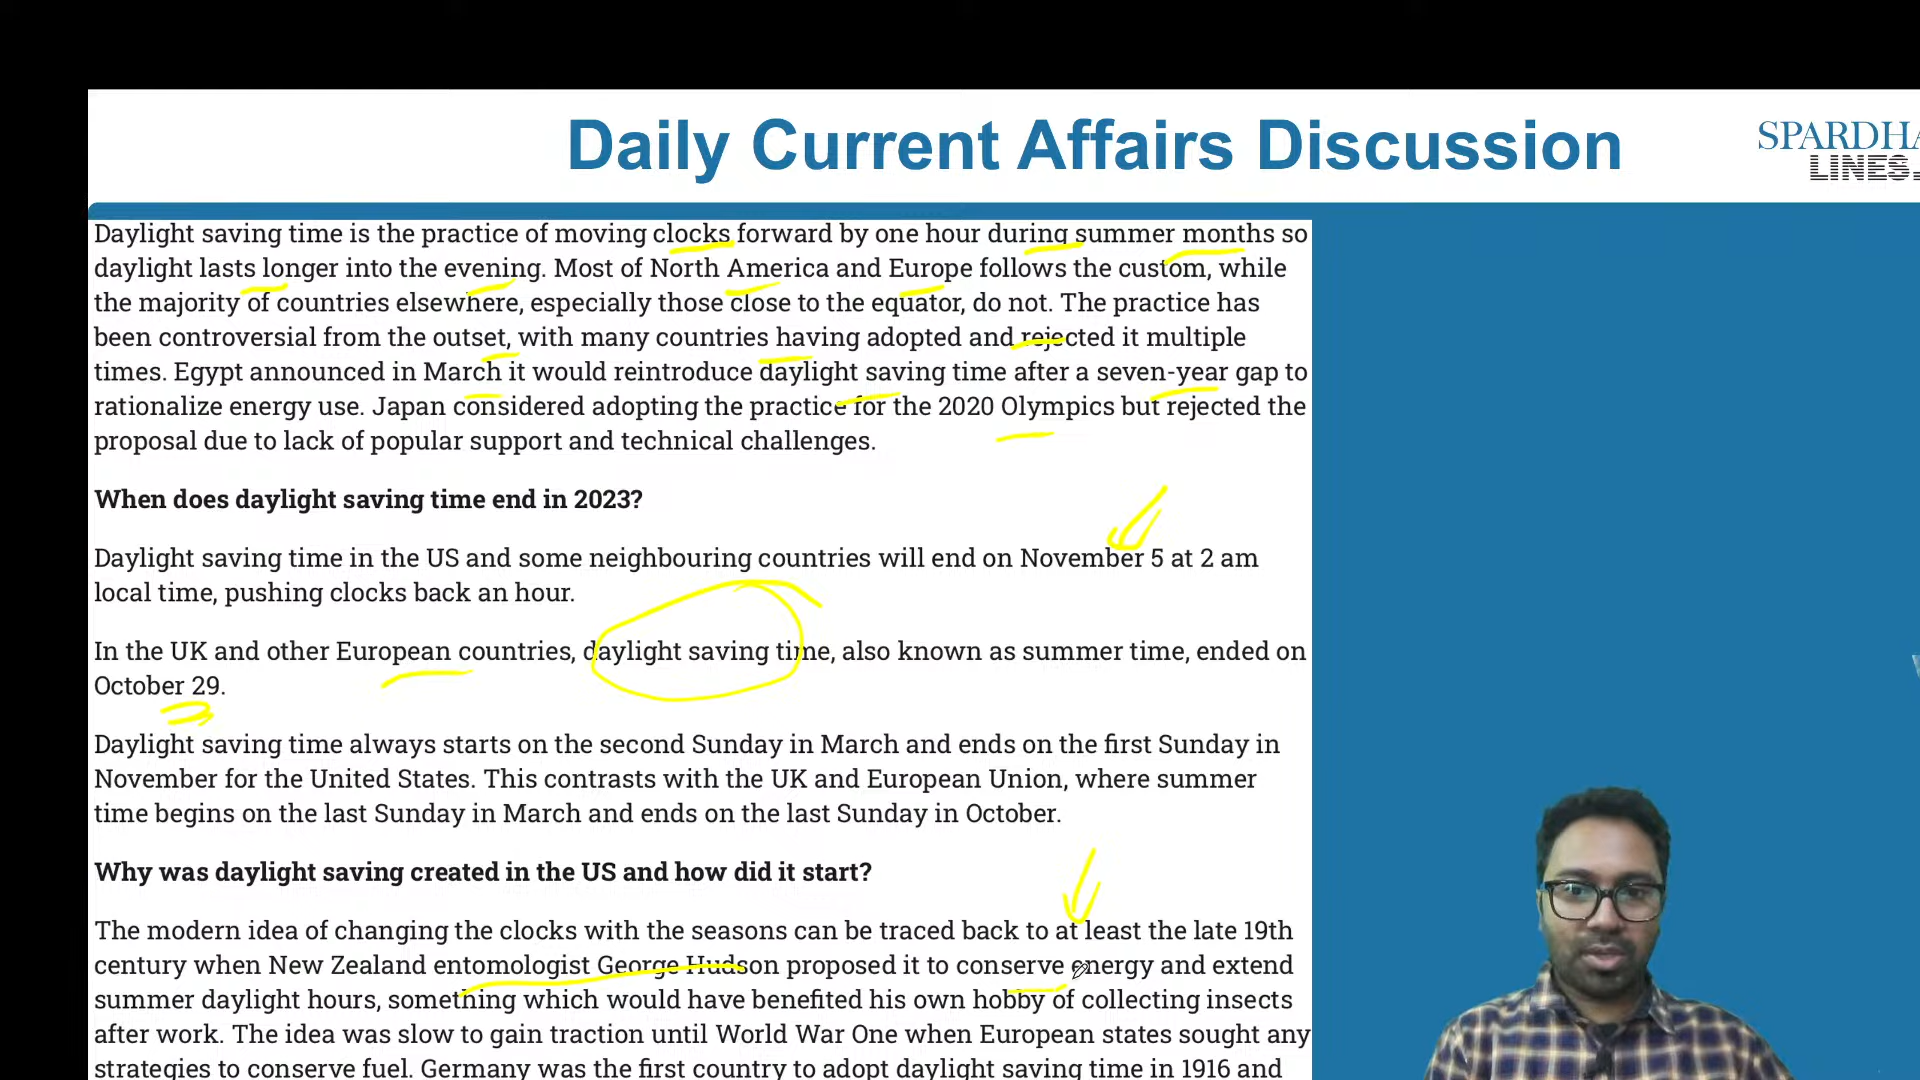 Daily Current Affairs Discussion
SPARDHA
LINES.
Daylight saving time is the practice of moving clocks forward by one hour during summer months so
daylight lasts longer into the evening. Most of North America and Europe follows the custom, while
the majority of countries elsewhere, especially those close to the equator, do not. The practice has
been controversial from the outset, with many countries having adopted and rejected it multiple
times. Egypt announced in March it would reintroduce daylight saving time after a seven-year gap to
rationalize energy use. Japan considered adopting the practice for the 2020 Olympics but rejected the
proposal due to lack of popular support and technical challenges.
When does daylight saving time end in 2023?
Daylight saving time in the US and some neighbouring countries will end on November 5 at 2 am
local time, pushing clocks back an hour.
In the UK and other European countries, daylight saving time, also known as summer time, ended on
October 29.
Daylight saving time always starts on the second Sunday in March and ends on the first Sunday in
November for the United States. This contrasts with the UK and European Union, where summer
time begins on the last Sunday in March and ends on the last Sunday in October.
Why was daylight saving created in the US and how did it start?
The modern idea of changing the clocks with the seasons can be traced back to at least the late 19th
century when New Zealand entomologist George Hudson proposed it to conserve energy and extend
summer daylight hours, something which would have benefited his own hobby of collecting insects
after work. The idea was slow to gain traction until World War One when European states sought any
strategies to conserve fuel. Germany was the first country to adopt daylight saving time in 1916 and